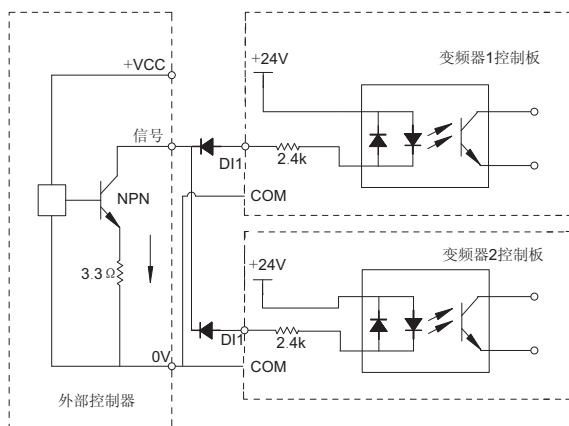 +VCC
信号
NPN
3.3Ω
0V
外部控制器
变频器1控制板
+24V
DI1
2.4k
COM
变频器2控制板
+24V
DI1
2.4k
COM